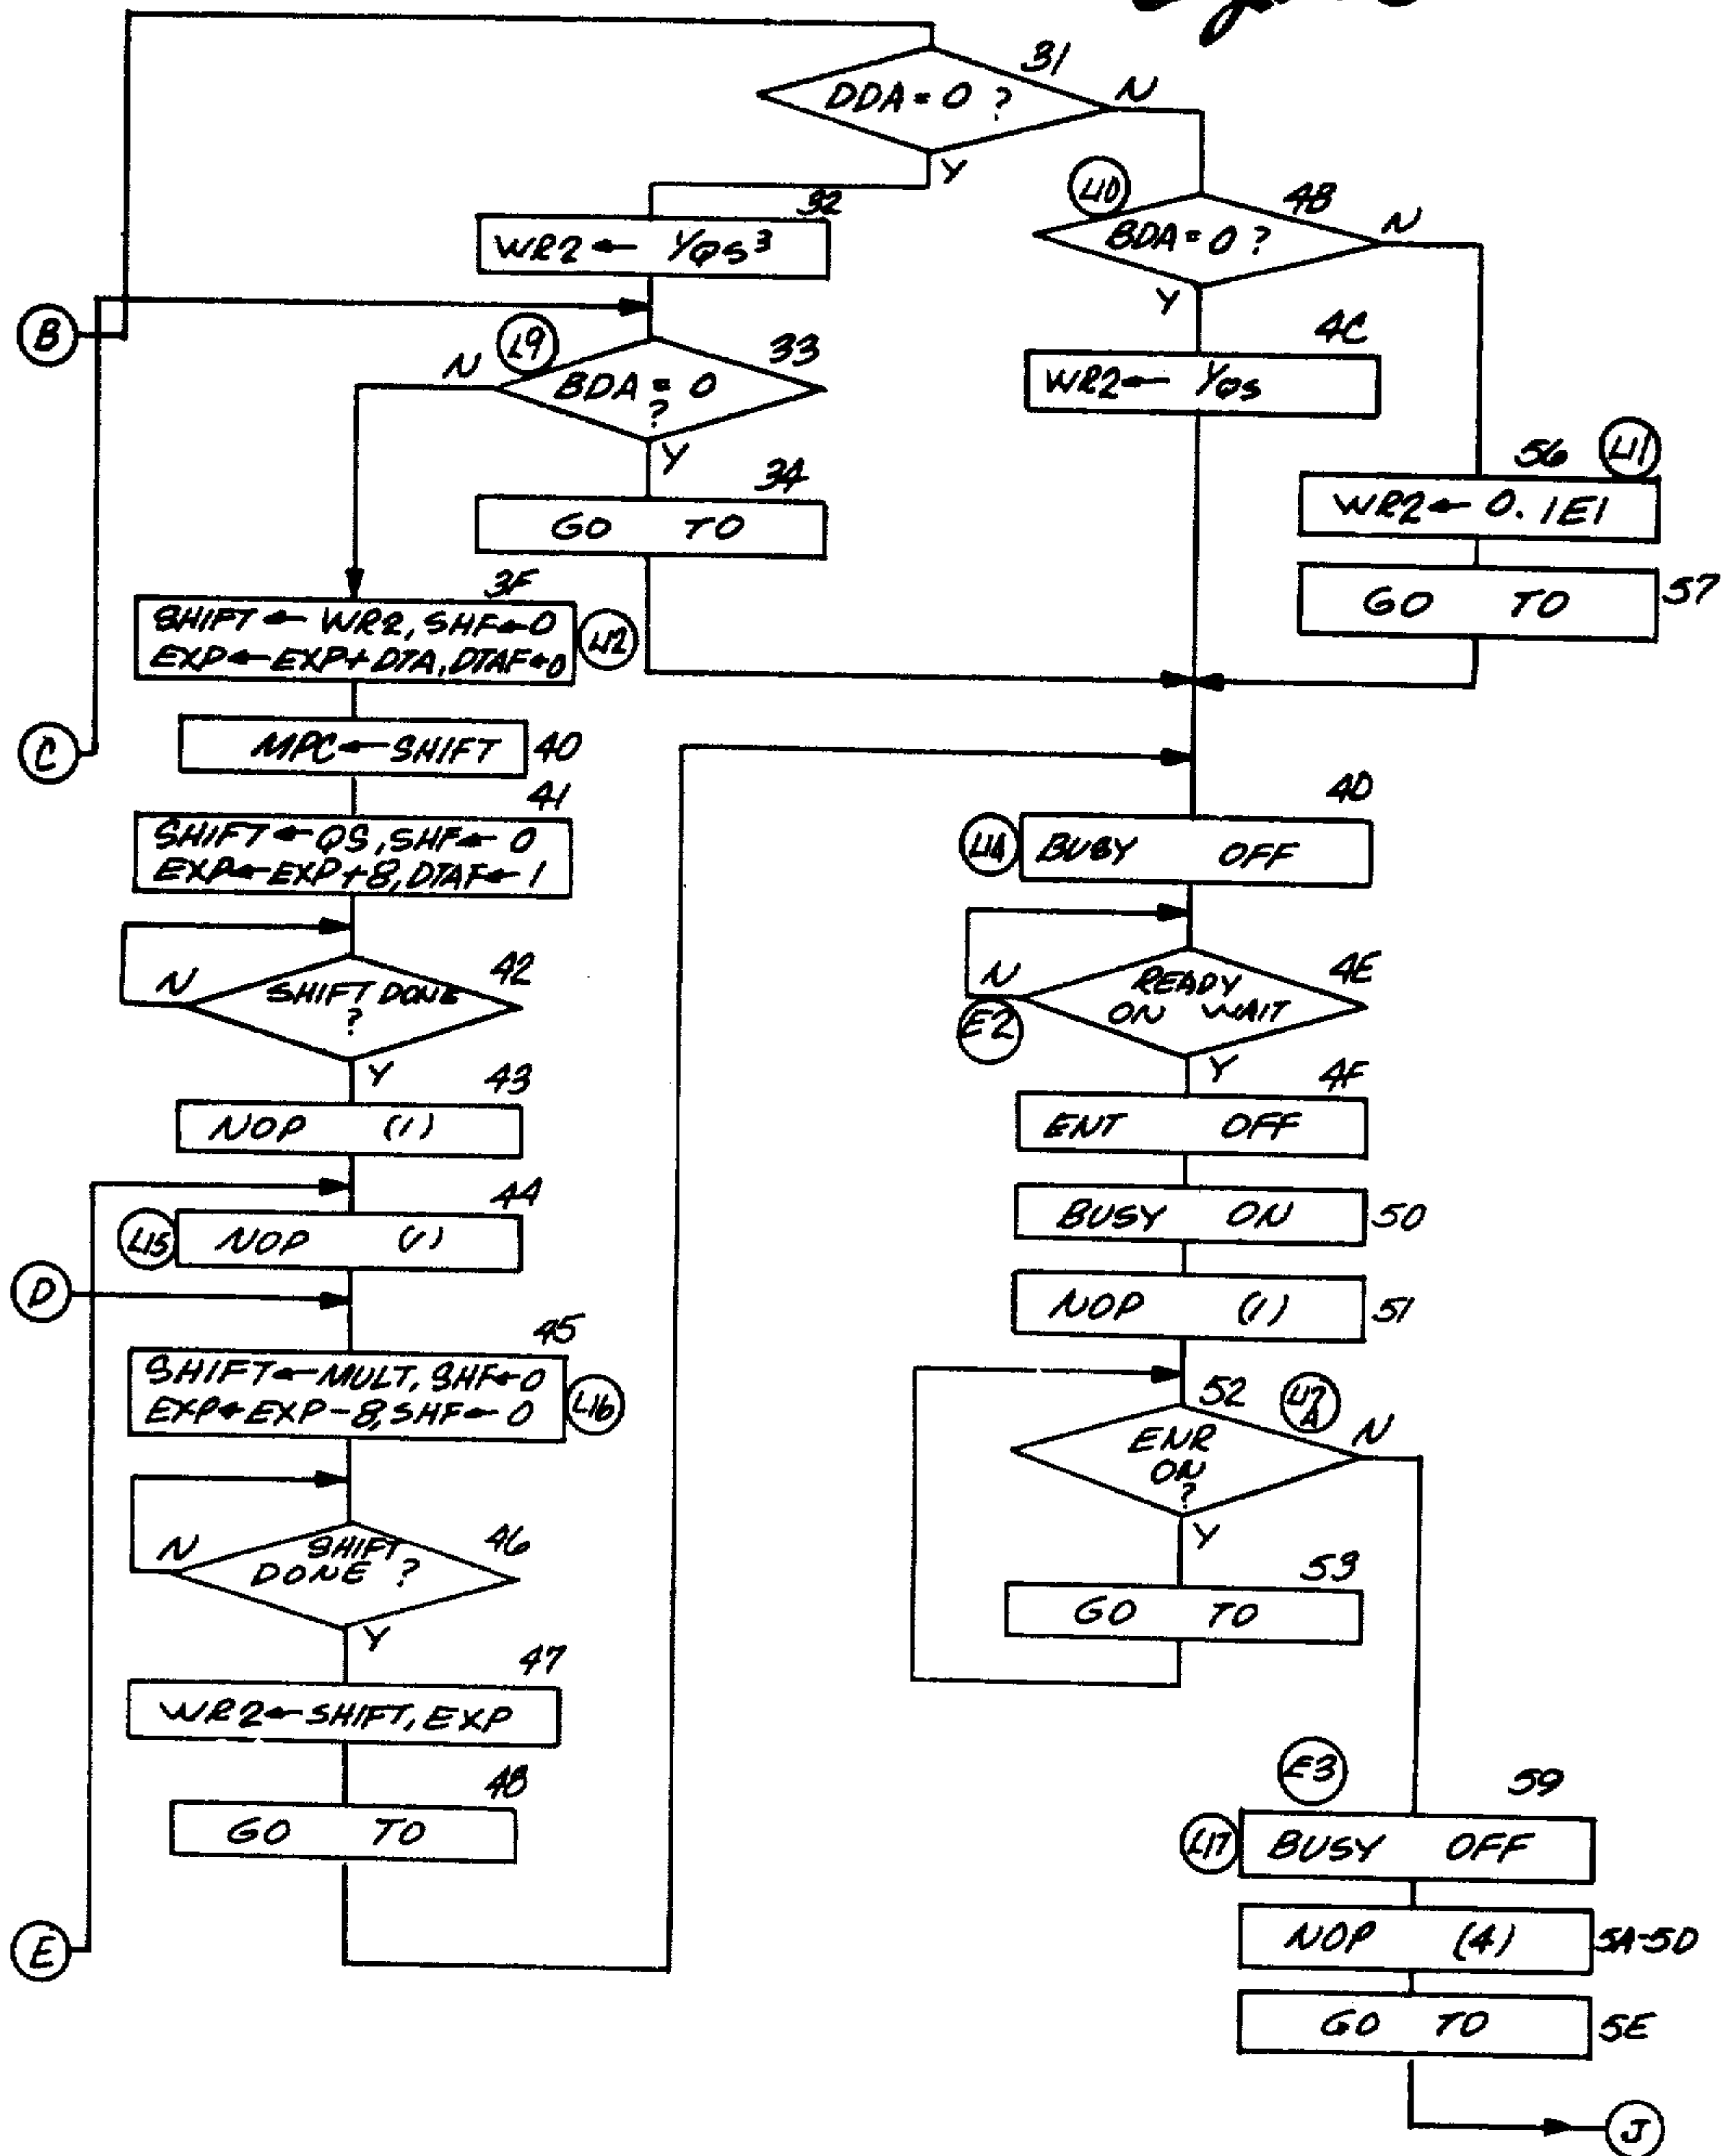 31
DDA = 0 ?
N
Y
32
WR2 ← YQS³
L10
4B
BDA = 0 ?
N
Y
B
L9
33
N
BDA = 0
?
Y
4C
WR2 ← YQS
34
GO TO
56
L11
WR2 ← 0.1E1
GO TO
57
3F
SHIFT ← WR2, SHF ← 0
EXP ← EXP + DTA, DTAF ← 0
L12
C
MPC ← SHIFT
40
41
SHIFT ← QS, SHF ← 0
EXP ← EXP + 8, DTAF ← 1
4D
L14
BUSY OFF
42
N
SHIFT DONE
?
Y
4E
N
READY
ON WAIT
E2
Y
43
NOP (1)
4F
ENT OFF
44
L15
NOP (1)
BUSY ON
50
D
NOP (1)
51
45
SHIFT ← MULT, SHF ← 0
EXP ← EXP - 8, SHF ← 0
L16
52
L17
A
ENR
ON
?
N
Y
46
N
SHIFT
DONE ?
Y
53
GO TO
47
WR2 ← SHIFT, EXP
48
GO TO
E3
59
L17
BUSY OFF
E
NOP (4)
5A-5D
GO TO
5E
J